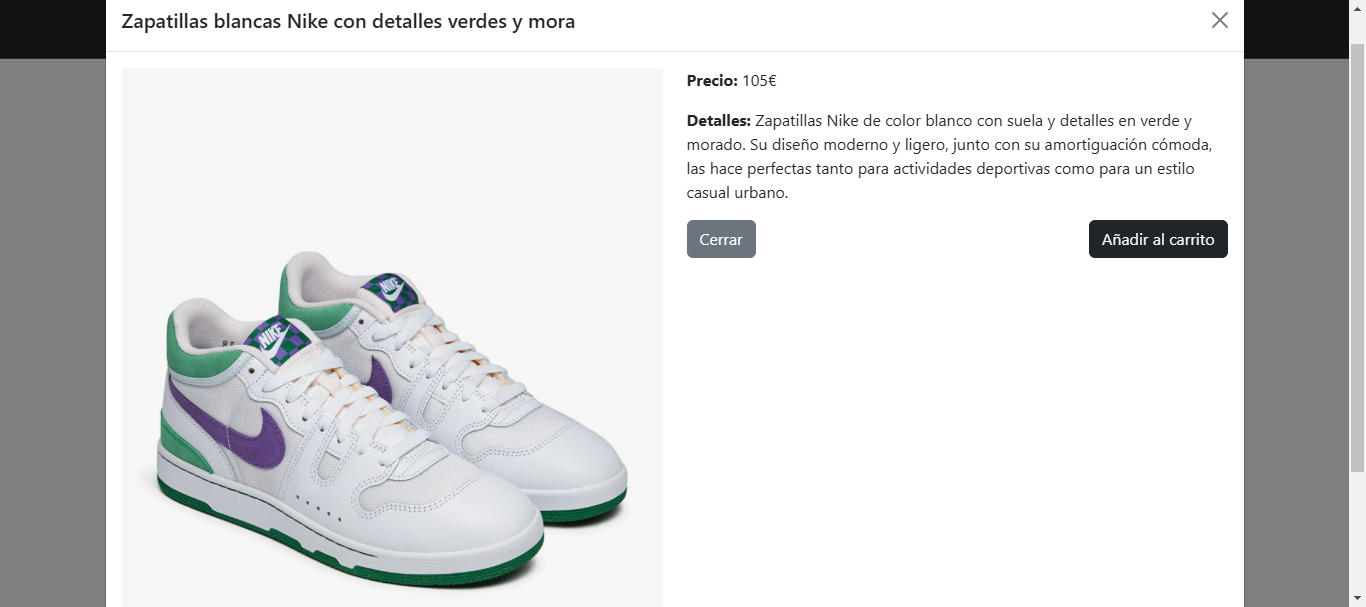 Zapatillas blancas Nike con detalles verdes y mora
Precio: 105€
Detalles: Zapatillas Nike de color blanco con suela y detalles en verde y
morado. Su diseño moderno y ligero, junto con su amortiguación cómoda,
las hace perfectas tanto para actividades deportivas como para un estilo
casual urbano.
Cerrar
Añadir al carrito
NIKE
NIKE